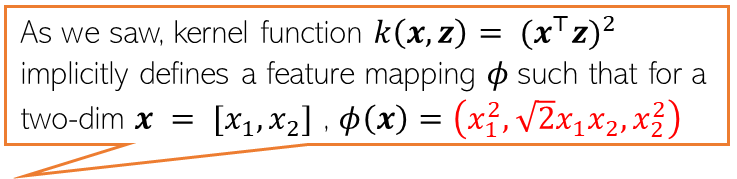 As we saw, kernel function 𝒌(𝒙, 𝒛) = (𝒙⊤𝒛)²
implicitly defines a feature mapping 𝝓 such that for a
two-dim 𝒙 = [𝑥₁, 𝑥₂] , 𝜙(𝒙) = (𝑥₁², √2𝑥₁𝑥₂, 𝑥₂²)